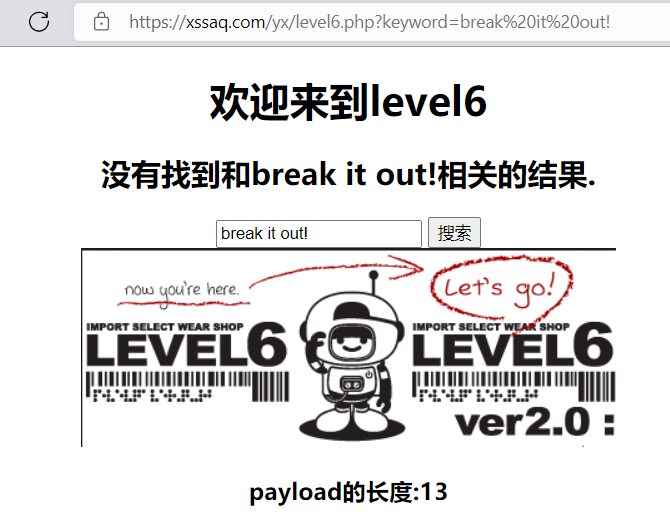 https://xssaq.com/yx/level6.php?keyword=break%20it%20out!
欢迎来到level6
没有找到和break it out!相关的结果.
break it out! 搜索
now you're here. Let's go!
IMPORT SELECT WEAR SHOP IMPORT SELECT WEAR SHOP
LEVEL6 LEVEL6
ver2.0 :
payload的长度:13